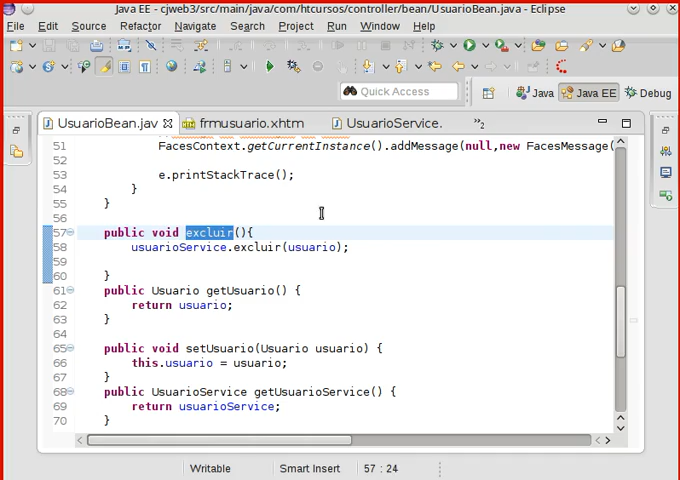 Java EE - cjweb3/src/main/java/com/htcursos/controller/bean/UsuarioBean.java - Eclipse
File Edit Source Refactor Navigate Search Project Run Window Help
Quick Access Java Java EE Debug
UsuarioBean.jav frmusuario.xhtm UsuarioService. »2
51 FacesContext.getCurrentInstance().addMessage(null,new FacesMessage(
52
53 e.printStackTrace();
54 }
55 }
56
57 public void excluir(){
58 usuarioService.excluir(usuario);
59
60 }
61 public Usuario getUsuario() {
62 return usuario;
63 }
64
65 public void setUsuario(Usuario usuario) {
66 this.usuario = usuario;
67 }
68 public UsuarioService getUsuarioService() {
69 return usuarioService;
70 }
Writable Smart Insert 57 : 24